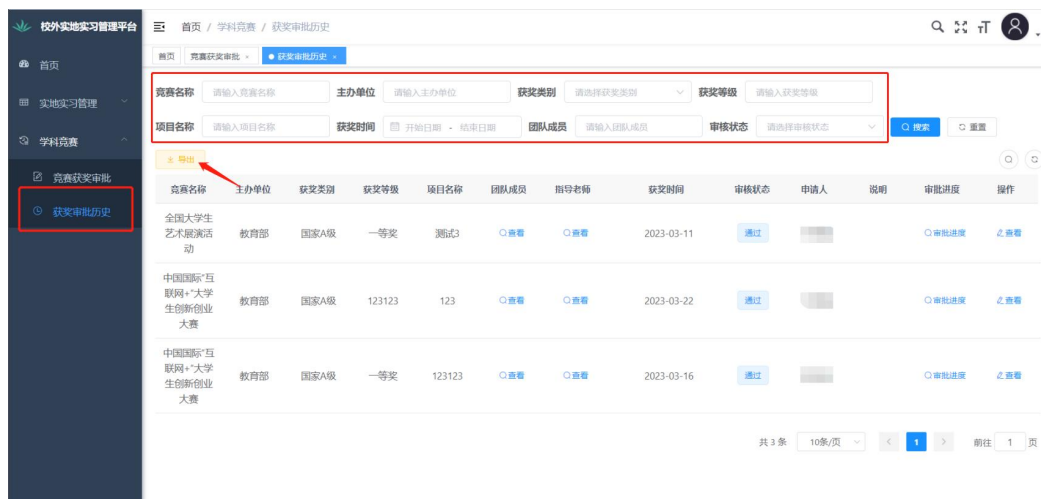 校外实地实习管理平台
首页 / 学科竞赛 / 获奖审批历史
首页 竞赛获奖审批 × 获奖审批历史 ×
首页
实地实习管理
学科竞赛
竞赛获奖审批
获奖审批历史
竞赛名称 请输入竞赛名称 主办单位 请输入主办单位 获奖类别 请选择获奖类别 获奖等级 请输入获奖等级
项目名称 请输入项目名称 获奖时间 开始日期 - 结束日期 团队成员 请输入团队成员 审核状态 请选择审核状态 搜索 重置
导出
竞赛名称 主办单位 获奖类别 获奖等级 项目名称 团队成员 指导老师 获奖时间 审核状态 申请人 说明 审批进度 操作
全国大学生
艺术展演活
动
教育部 国家A级 一等奖 测试3 查看 查看 2023-03-11 通过 审批进度 查看
中国国际"互
联网+"大学
生创新创业
大赛
教育部 国家A级 123123 123 查看 查看 2023-03-22 通过 审批进度 查看
中国国际"互
联网+"大学
生创新创业
大赛
教育部 国家A级 一等奖 123123 查看 查看 2023-03-16 通过 审批进度 查看
共 3 条 10条/页 < 1 > 前往 1 页